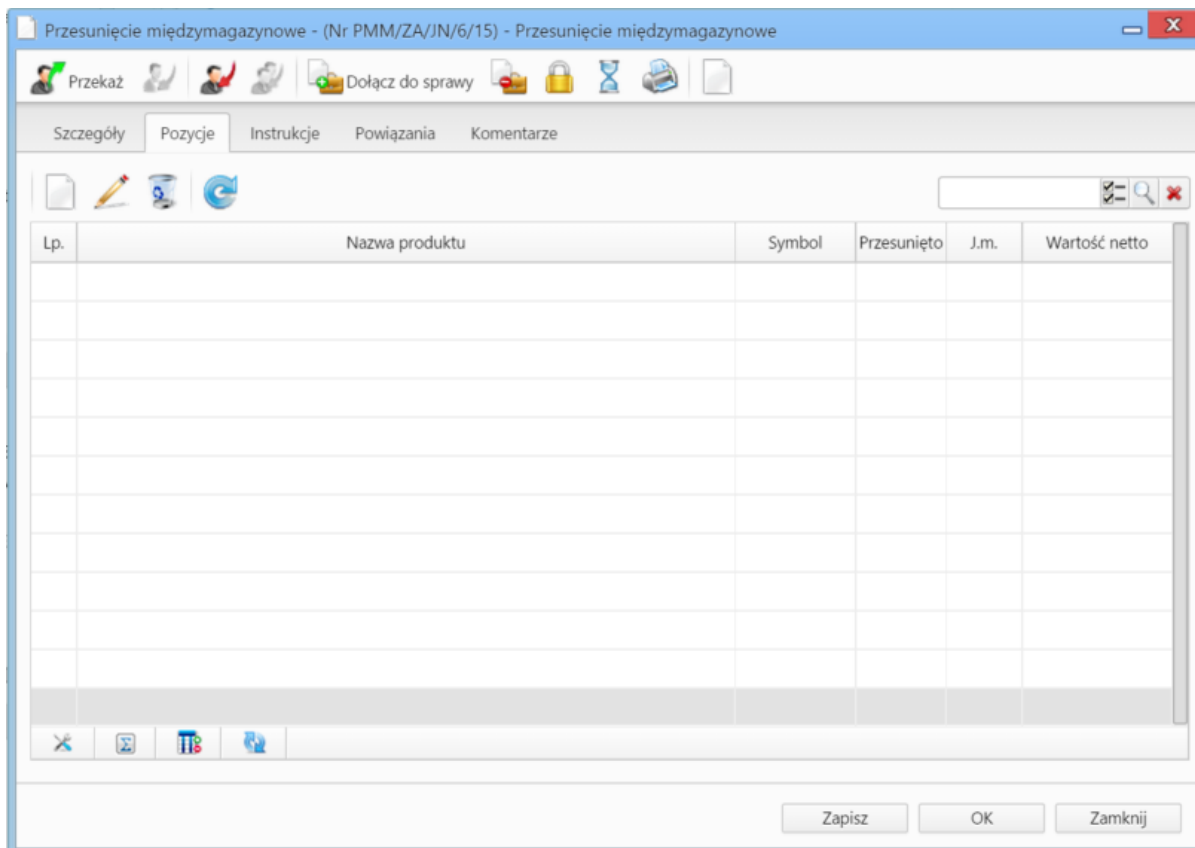 Przesunięcie międzymagazynowe - (Nr PMM/ZA/JN/6/15) - Przesunięcie międzymagazynowe
Przekaż Dołącz do sprawy
Szczegóły Pozycje Instrukcje Powiązania Komentarze
Lp. Nazwa produktu Symbol Przesunięto J.m. Wartość netto
Zapisz OK Zamknij